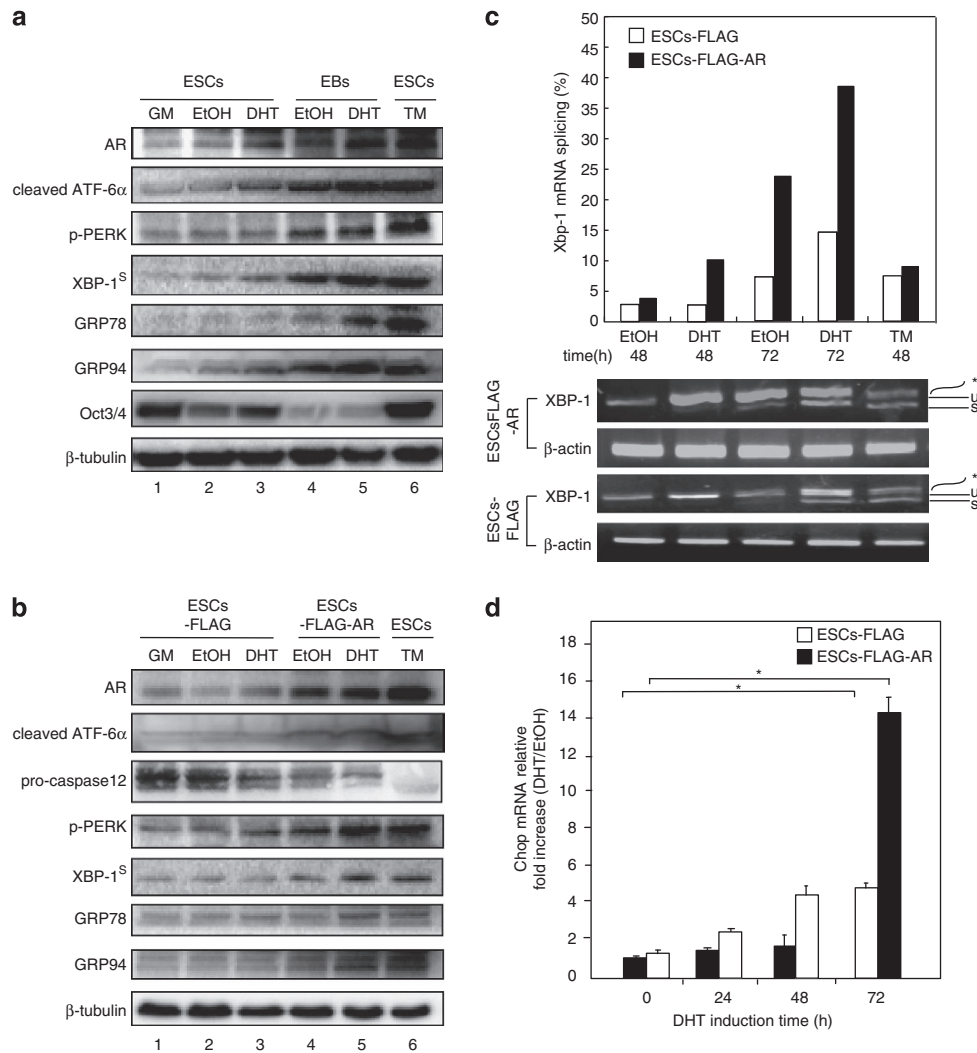 a
ESCs EBs ESCs
GM EtOH DHT EtOH DHT TM
AR
cleaved ATF-6α
p-PERK
XBP-1S
GRP78
GRP94
Oct3/4
β-tubulin
1 2 3 4 5 6
b
ESCs
-FLAG
ESCs
-FLAG-AR
ESCs
GM EtOH DHT EtOH DHT TM
AR
cleaved ATF-6α
pro-caspase12
p-PERK
XBP-1S
GRP78
GRP94
β-tubulin
1 2 3 4 5 6
c
ESCs-FLAG
ESCs-FLAG-AR
Xbp-1 mRNA splicing (%)
50
45
40
35
30
25
20
15
10
5
0
EtOH DHT EtOH DHT TM
time(h) 48 48 72 72 48
ESCsFLAG
-AR
XBP-1
*
U
S
β-actin
ESCs-
FLAG
XBP-1
*
U
S
β-actin
d
ESCs-FLAG
ESCs-FLAG-AR
Chop mRNA relative
fold increase (DHT/EtOH)
18
16
14
12
10
8
6
4
2
0
*
*
0 24 48 72
DHT induction time (h)